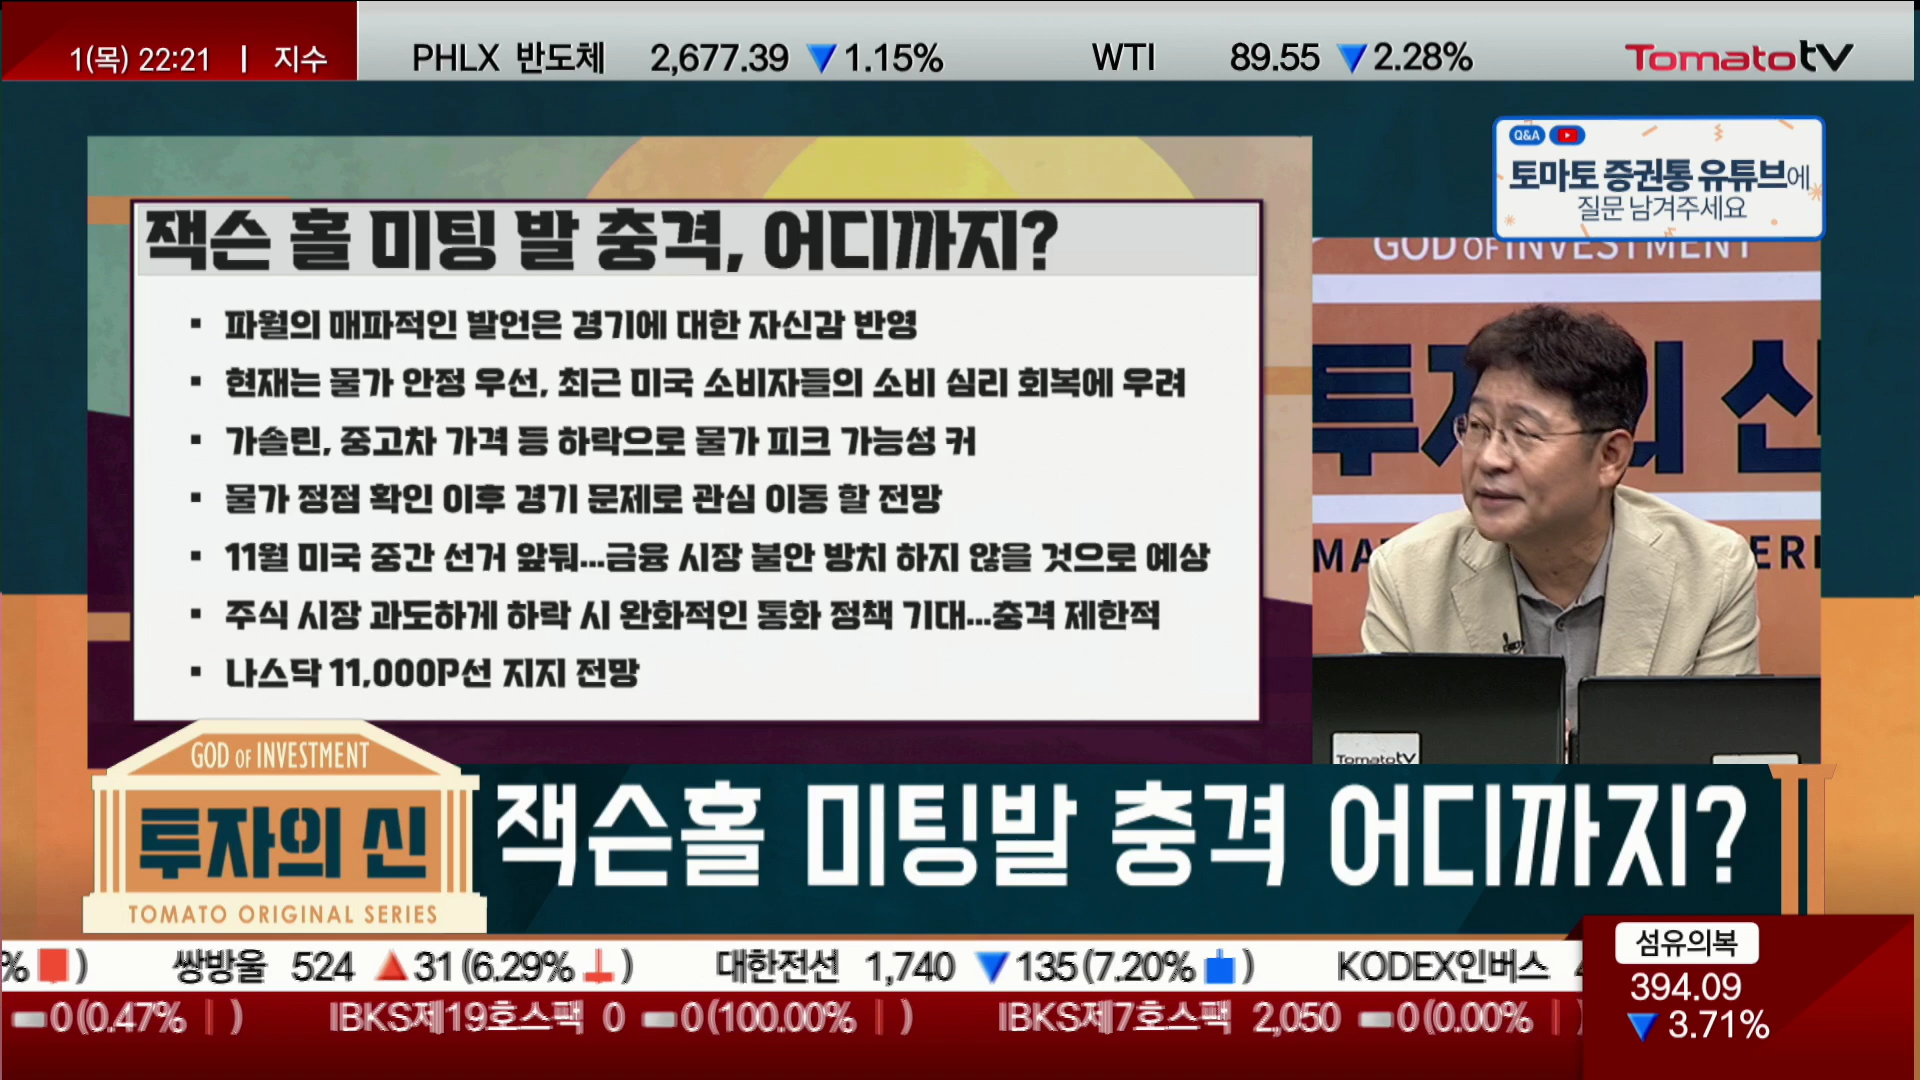 1(목) 22:21 | 지수 PHLX 반도체 2,677.39 ▼1.15% WTI 89.55 ▼2.28% Tomatotv
Q&A
토마토 증권통 유튜브에
질문 남겨주세요
잭슨 홀 미팅 발 충격, 어디까지?
▪ 파월의 매파적인 발언은 경기에 대한 자신감 반영
▪ 현재는 물가 안정 우선, 최근 미국 소비자들의 소비 심리 회복에 우려
▪ 가솔린, 중고차 가격 등 하락으로 물가 피크 가능성 커
▪ 물가 정점 확인 이후 경기 문제로 관심 이동 할 전망
▪ 11월 미국 중간 선거 앞둬...금융 시장 불안 방치 하지 않을 것으로 예상
▪ 주식 시장 과도하게 하락 시 완화적인 통화 정책 기대...충격 제한적
▪ 나스닥 11,000P선 지지 전망
GOD OF INVESTMENT
투자의 신
MA ERI
Tomatotv
GOD OF INVESTMENT
투자의 신
TOMATO ORIGINAL SERIES
잭슨홀 미팅발 충격 어디까지?
%) 쌍방울 524 ▲31(6.29%) 대한전선 1,740 ▼135(7.20%) KODEX인버스
0(0.47%) IBKS제19호스팩 0 0(100.00%) IBKS제7호스팩 2,050 0(0.00%)
섬유의복
394.09
▼3.71%